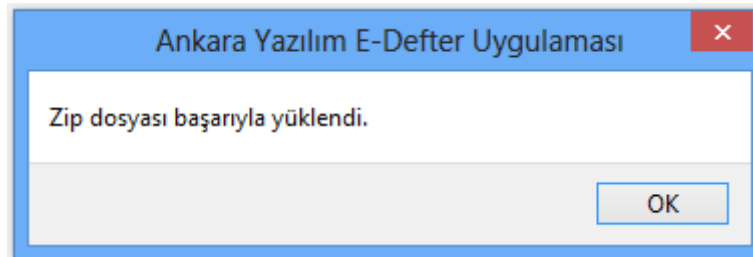 Ankara Yazılım E-Defter Uygulaması
Zip dosyası başarıyla yüklendi.
OK